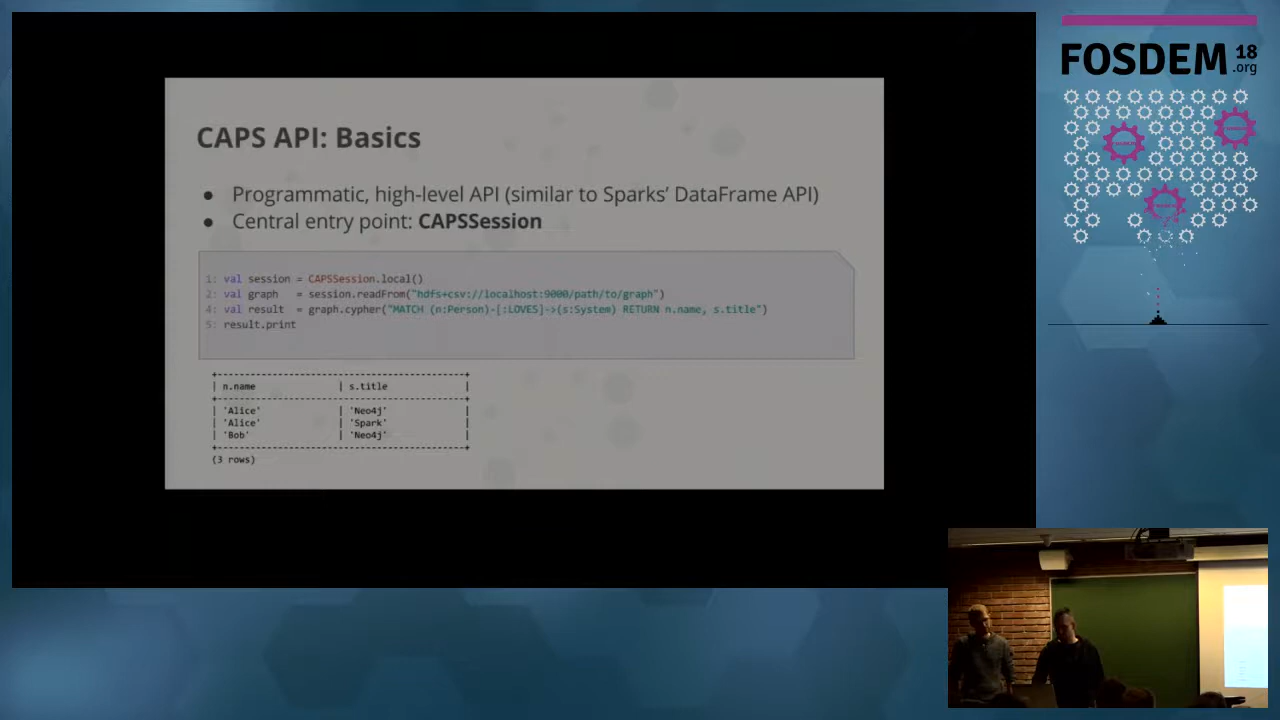 FOSDEM 18 .org
CAPS API: Basics
● Programmatic, high-level API (similar to Sparks’ DataFrame API)
● Central entry point: CAPSSession
1: val session = CAPSSession.local()
2: val graph = session.readFrom("hdfs+csv://localhost:9000/path/to/graph")
4: val result = graph.cypher("MATCH (n:Person)-[:LOVES]->(s:System) RETURN n.name, s.title")
5: result.print
| n.name | s.title |
| 'Alice' | 'Neo4j' |
| 'Alice' | 'Spark' |
| 'Bob' | 'Neo4j' |
(3 rows)